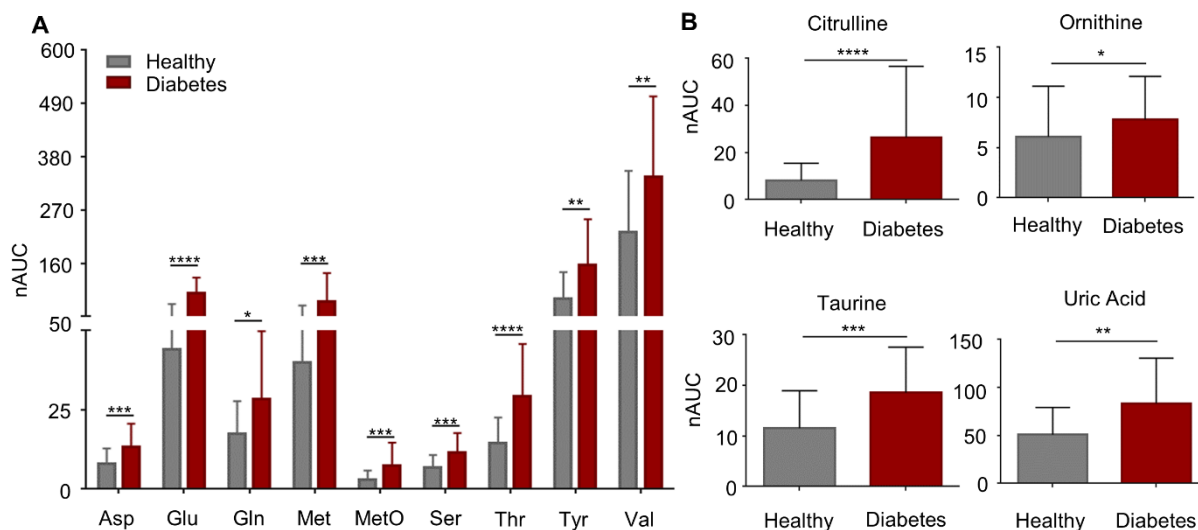 A
Healthy
Diabetes
nAUC
600
490
380
270
160
50
25
0
***
****
*
***
***
***
****
**
**
Asp Glu Gln Met MetO Ser Thr Tyr Val
B
Citrulline
****
nAUC
60
40
20
0
Healthy Diabetes
Ornithine
*
15
10
5
0
Healthy Diabetes
Taurine
***
nAUC
30
20
10
0
Healthy Diabetes
Uric Acid
**
150
100
50
0
Healthy Diabetes